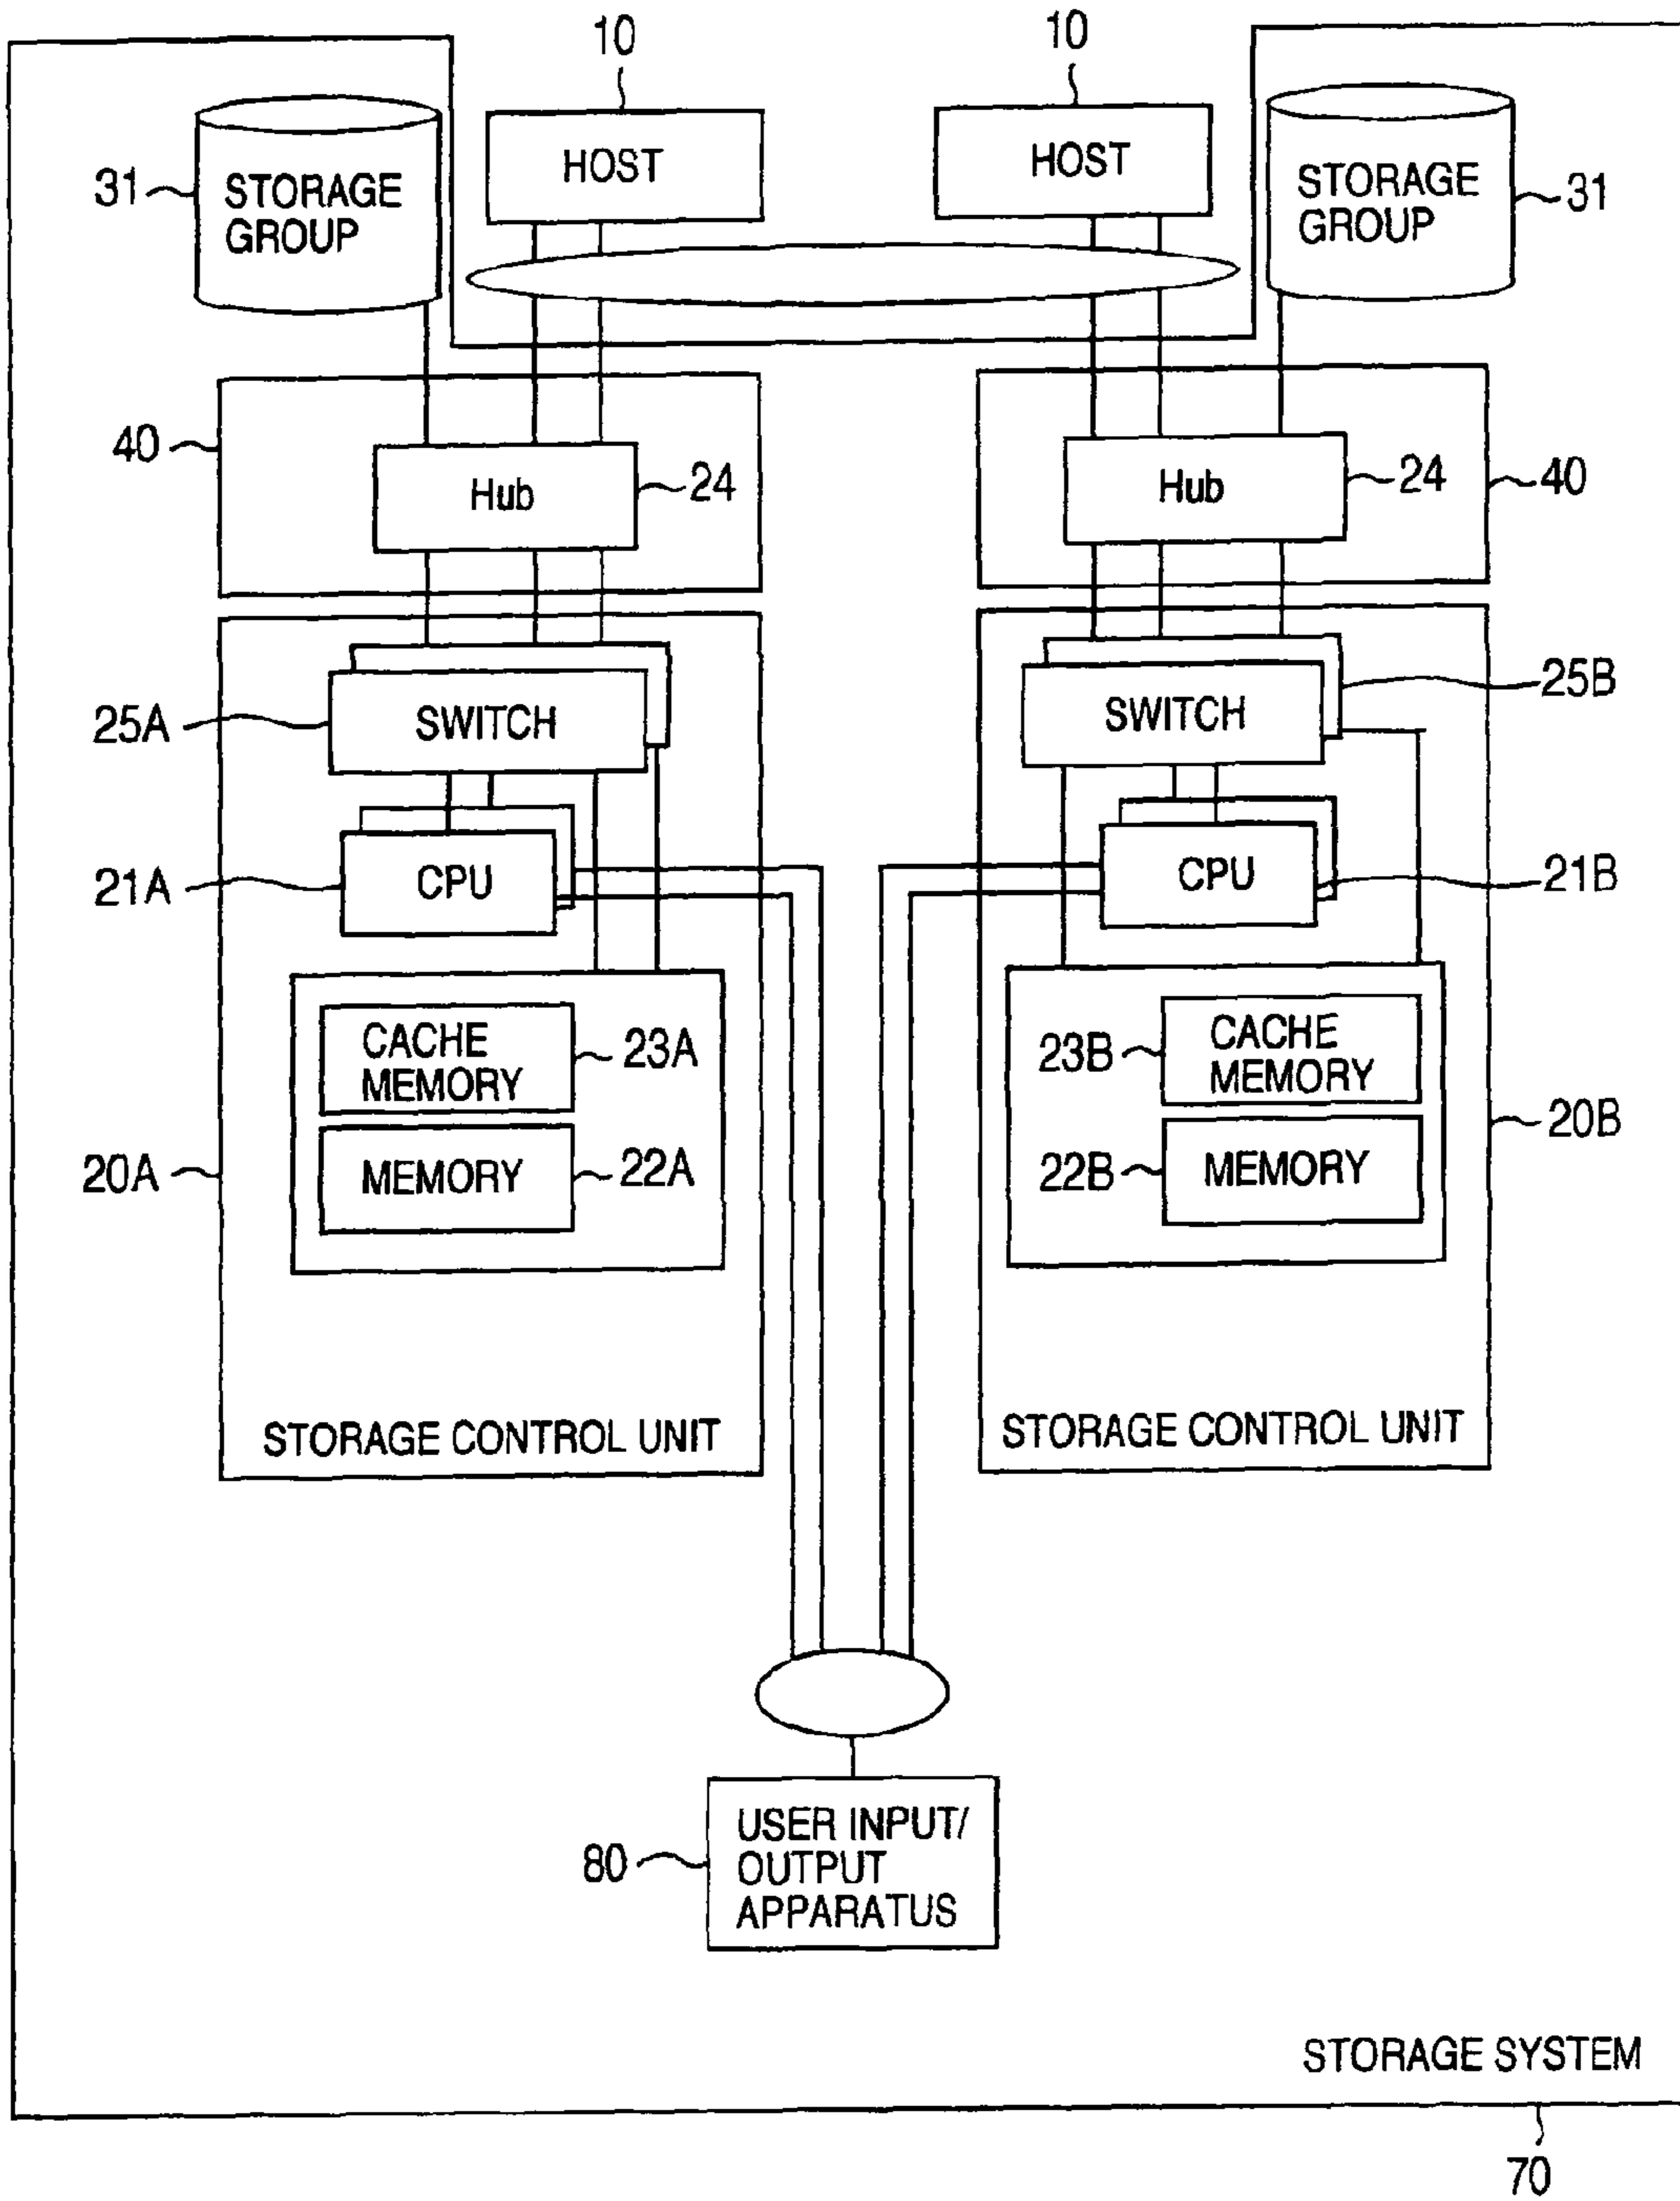 10
10
HOST
HOST
31
STORAGE
GROUP
STORAGE
GROUP
31
40
Hub
24
Hub
24
40
25A
SWITCH
SWITCH
25B
21A
CPU
CPU
21B
CACHE
MEMORY
23A
23B
CACHE
MEMORY
20A
MEMORY
22A
22B
MEMORY
20B
STORAGE CONTROL UNIT
STORAGE CONTROL UNIT
80
USER INPUT/
OUTPUT
APPARATUS
STORAGE SYSTEM
70